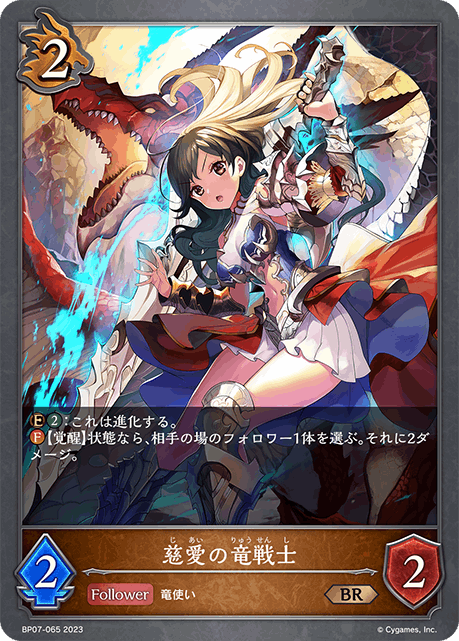 2
E 2:これは進化する。
F【覚醒】状態なら、相手の場のフォロワー1体を選ぶ。それに2ダ
メージ。
じ あい りゅう せん し
慈愛の竜戦士
2
Follower 竜使い
BR
2
BP07-065 2023
© Cygames, Inc.